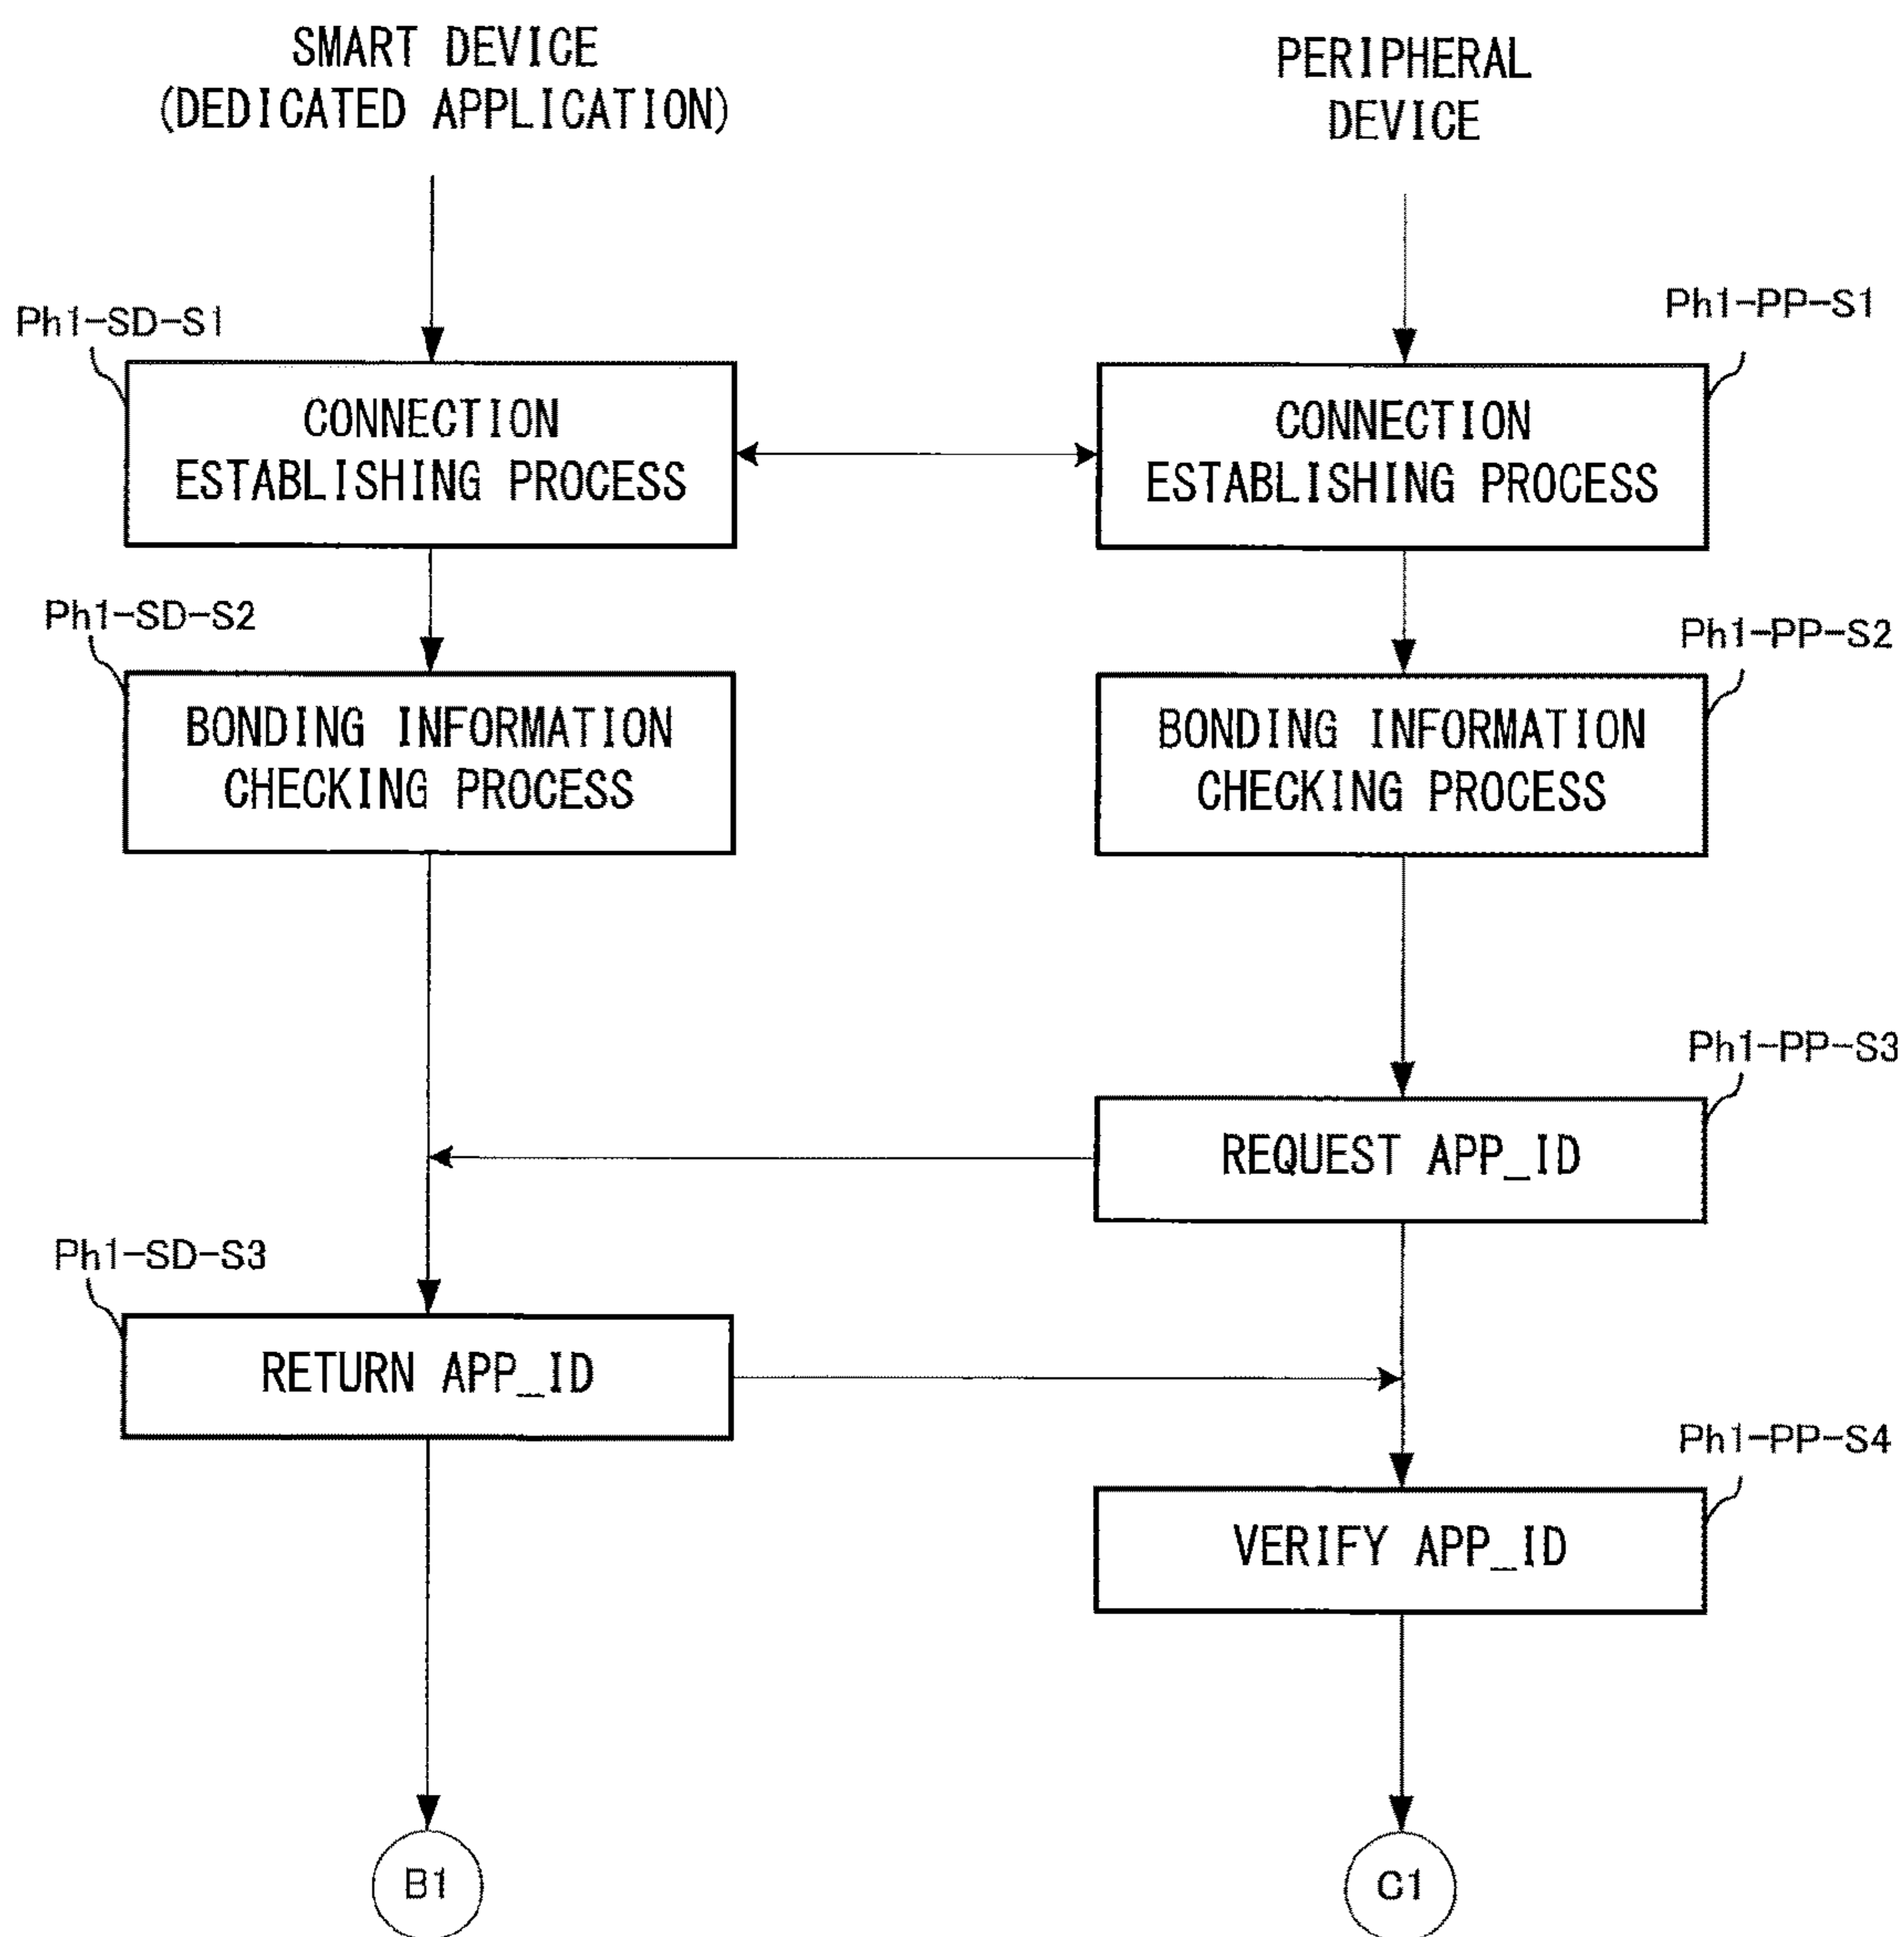 SMART DEVICE
(DEDICATED APPLICATION)
PERIPHERAL
DEVICE
Ph1-SD-S1
Ph1-PP-S1
CONNECTION
ESTABLISHING PROCESS
CONNECTION
ESTABLISHING PROCESS
Ph1-SD-S2
Ph1-PP-S2
BONDING INFORMATION
CHECKING PROCESS
BONDING INFORMATION
CHECKING PROCESS
Ph1-PP-S3
REQUEST APP_ID
Ph1-SD-S3
RETURN APP_ID
Ph1-PP-S4
VERIFY APP_ID
B1
C1